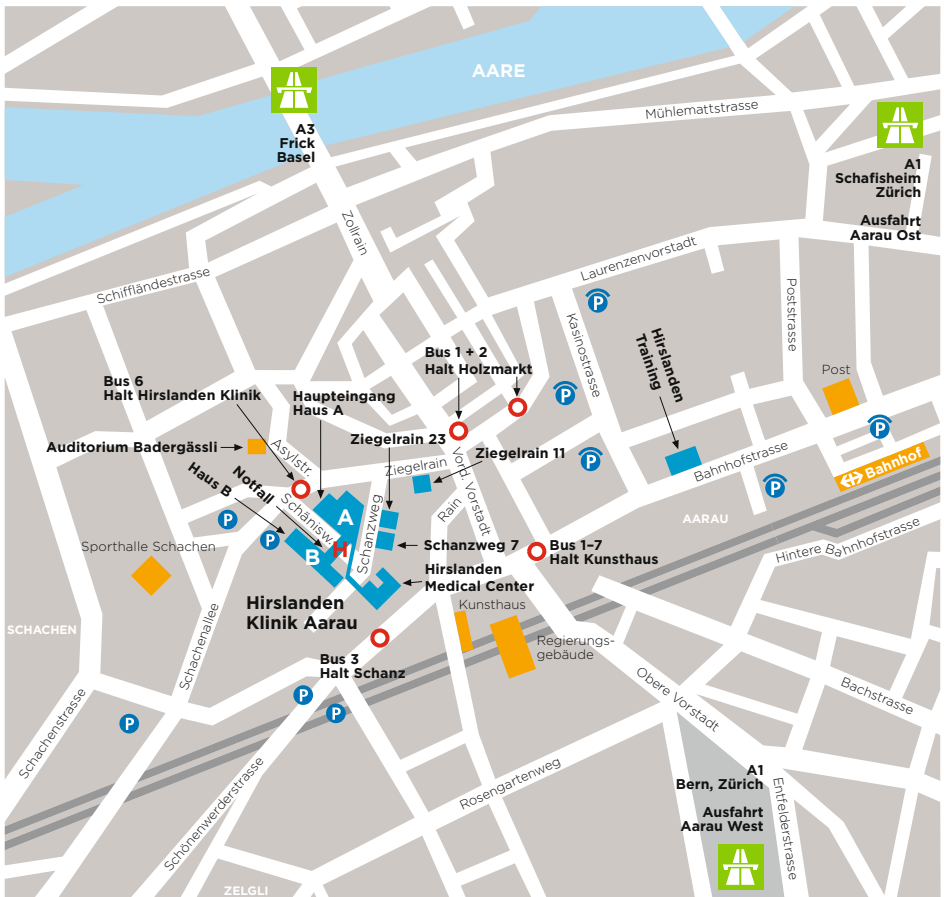 AARE
A3
Frick
Basel
Mühlemattstrasse
A1
Schafisheim
Zürich
Ausfahrt
Aarau Ost
Zollrain
Laurenzenvorstadt
Schiffländestrasse
P
Kasinostrasse
Poststrasse
Hirslanden
Training
Bus 1 + 2
Halt Holzmarkt
Post
Bus 6
Halt Hirslanden Klinik
Haupteingang
Haus A
P
P
Auditorium Badergässli
Asylstr.
Ziegelrain 23
Ziegelrain
Ziegelrain 11
Vord. Vorstadt
P
Bahnhofstrasse
Bahnhof
Haus B
Notfall
P
Schänisw.
A
Schanzweg
Rain
P
AARAU
Hintere Bahnhofstrasse
P
B
H
Schanzweg 7
Bus 1–7
Halt Kunsthaus
Sporthalle Schachen
Hirslanden
Medical Center
Hirslanden
Klinik Aarau
Kunsthaus
SCHACHEN
Schachenallee
Regierungs-
gebäude
Bus 3
Halt Schanz
Obere Vorstadt
Bachstrasse
P
P
P
Schachenstrasse
Schönenwerderstrasse
Rosengartenweg
A1
Bern, Zürich
Ausfahrt
Aarau West
Entfelderstrasse
ZELGLI